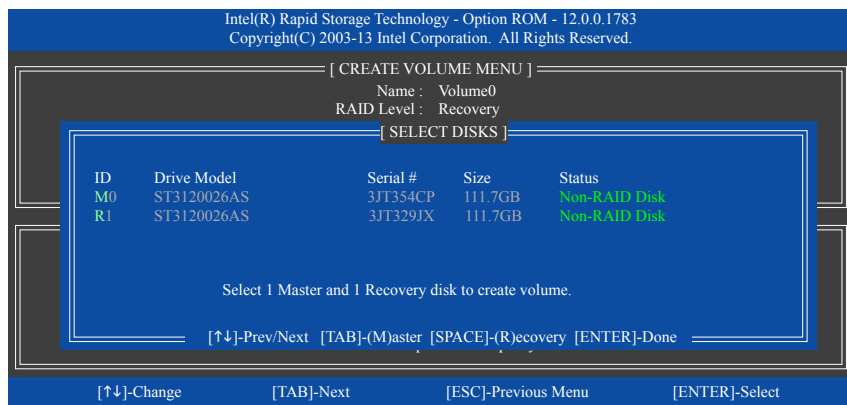 Intel(R) Rapid Storage Technology - Option ROM - 12.0.0.1783
Copyright(C) 2003-13 Intel Corporation.  All Rights Reserved.
[ CREATE VOLUME MENU ]
Name :   Volume0
RAID Level :   Recovery
[ SELECT DISKS ]
ID   Drive Model   Serial #   Size   Status
M0   ST3120026AS   3JT354CP   111.7GB   Non-RAID Disk
R1   ST3120026AS   3JT329JX   111.7GB   Non-RAID Disk
Select 1 Master and 1 Recovery disk to create volume.
[↑↓]-Prev/Next   [TAB]-(M)aster  [SPACE]-(R)ecovery  [ENTER]-Done
[↑↓]-Change   [TAB]-Next   [ESC]-Previous Menu   [ENTER]-Select